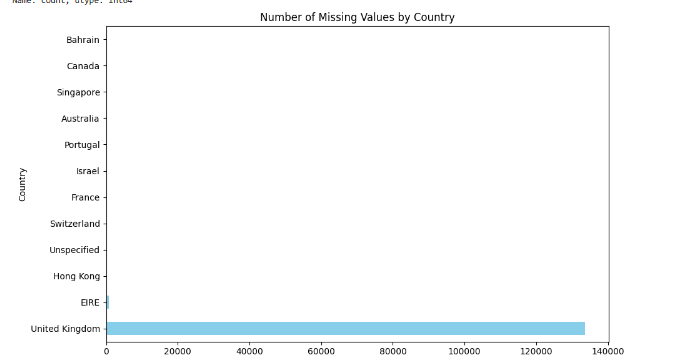 Name: count, dtype: int64
Number of Missing Values by Country
Bahrain
Canada
Singapore
Australia
Portugal
Israel
France
Switzerland
Unspecified
Hong Kong
EIRE
United Kingdom
Country
0 20000 40000 60000 80000 100000 120000 140000